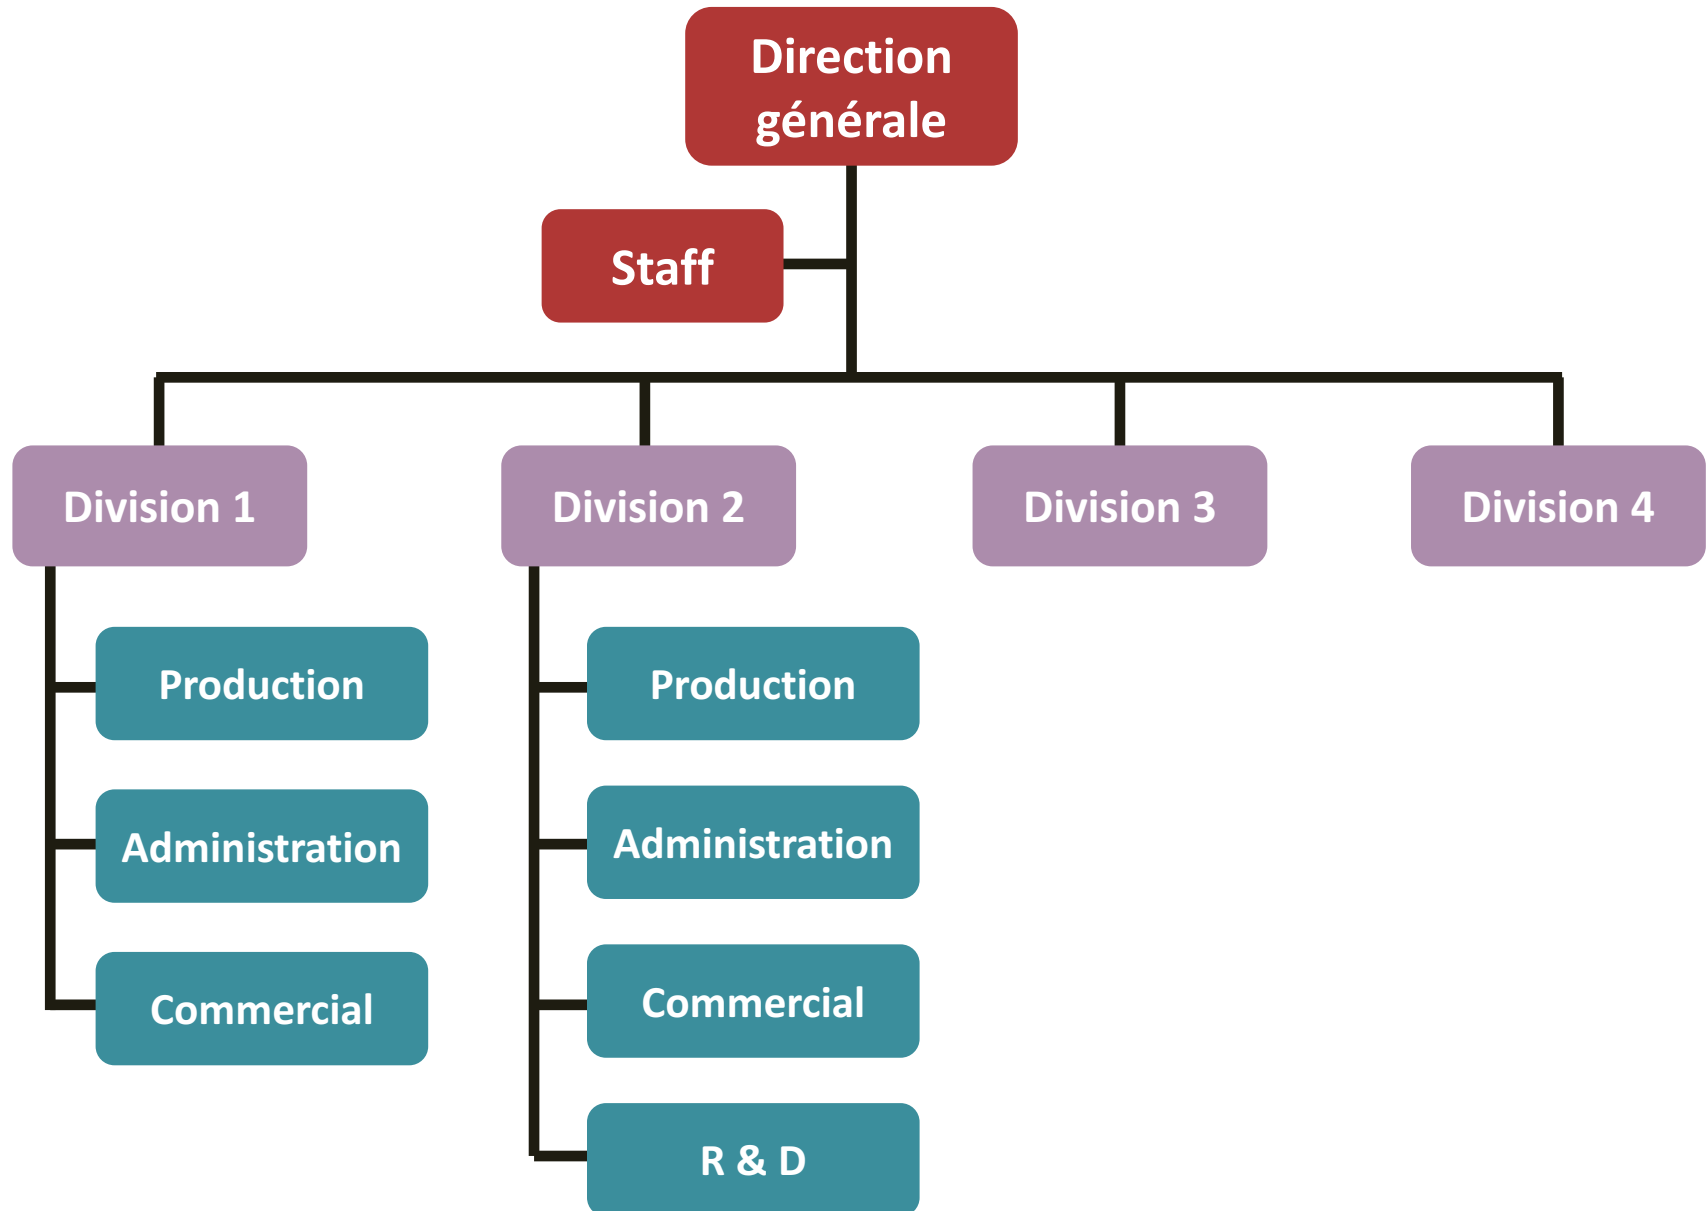 Direction
générale
Staff
Division 1
Division 2
Division 3
Division 4
Production
Administration
Commercial
Production
Administration
Commercial
R & D